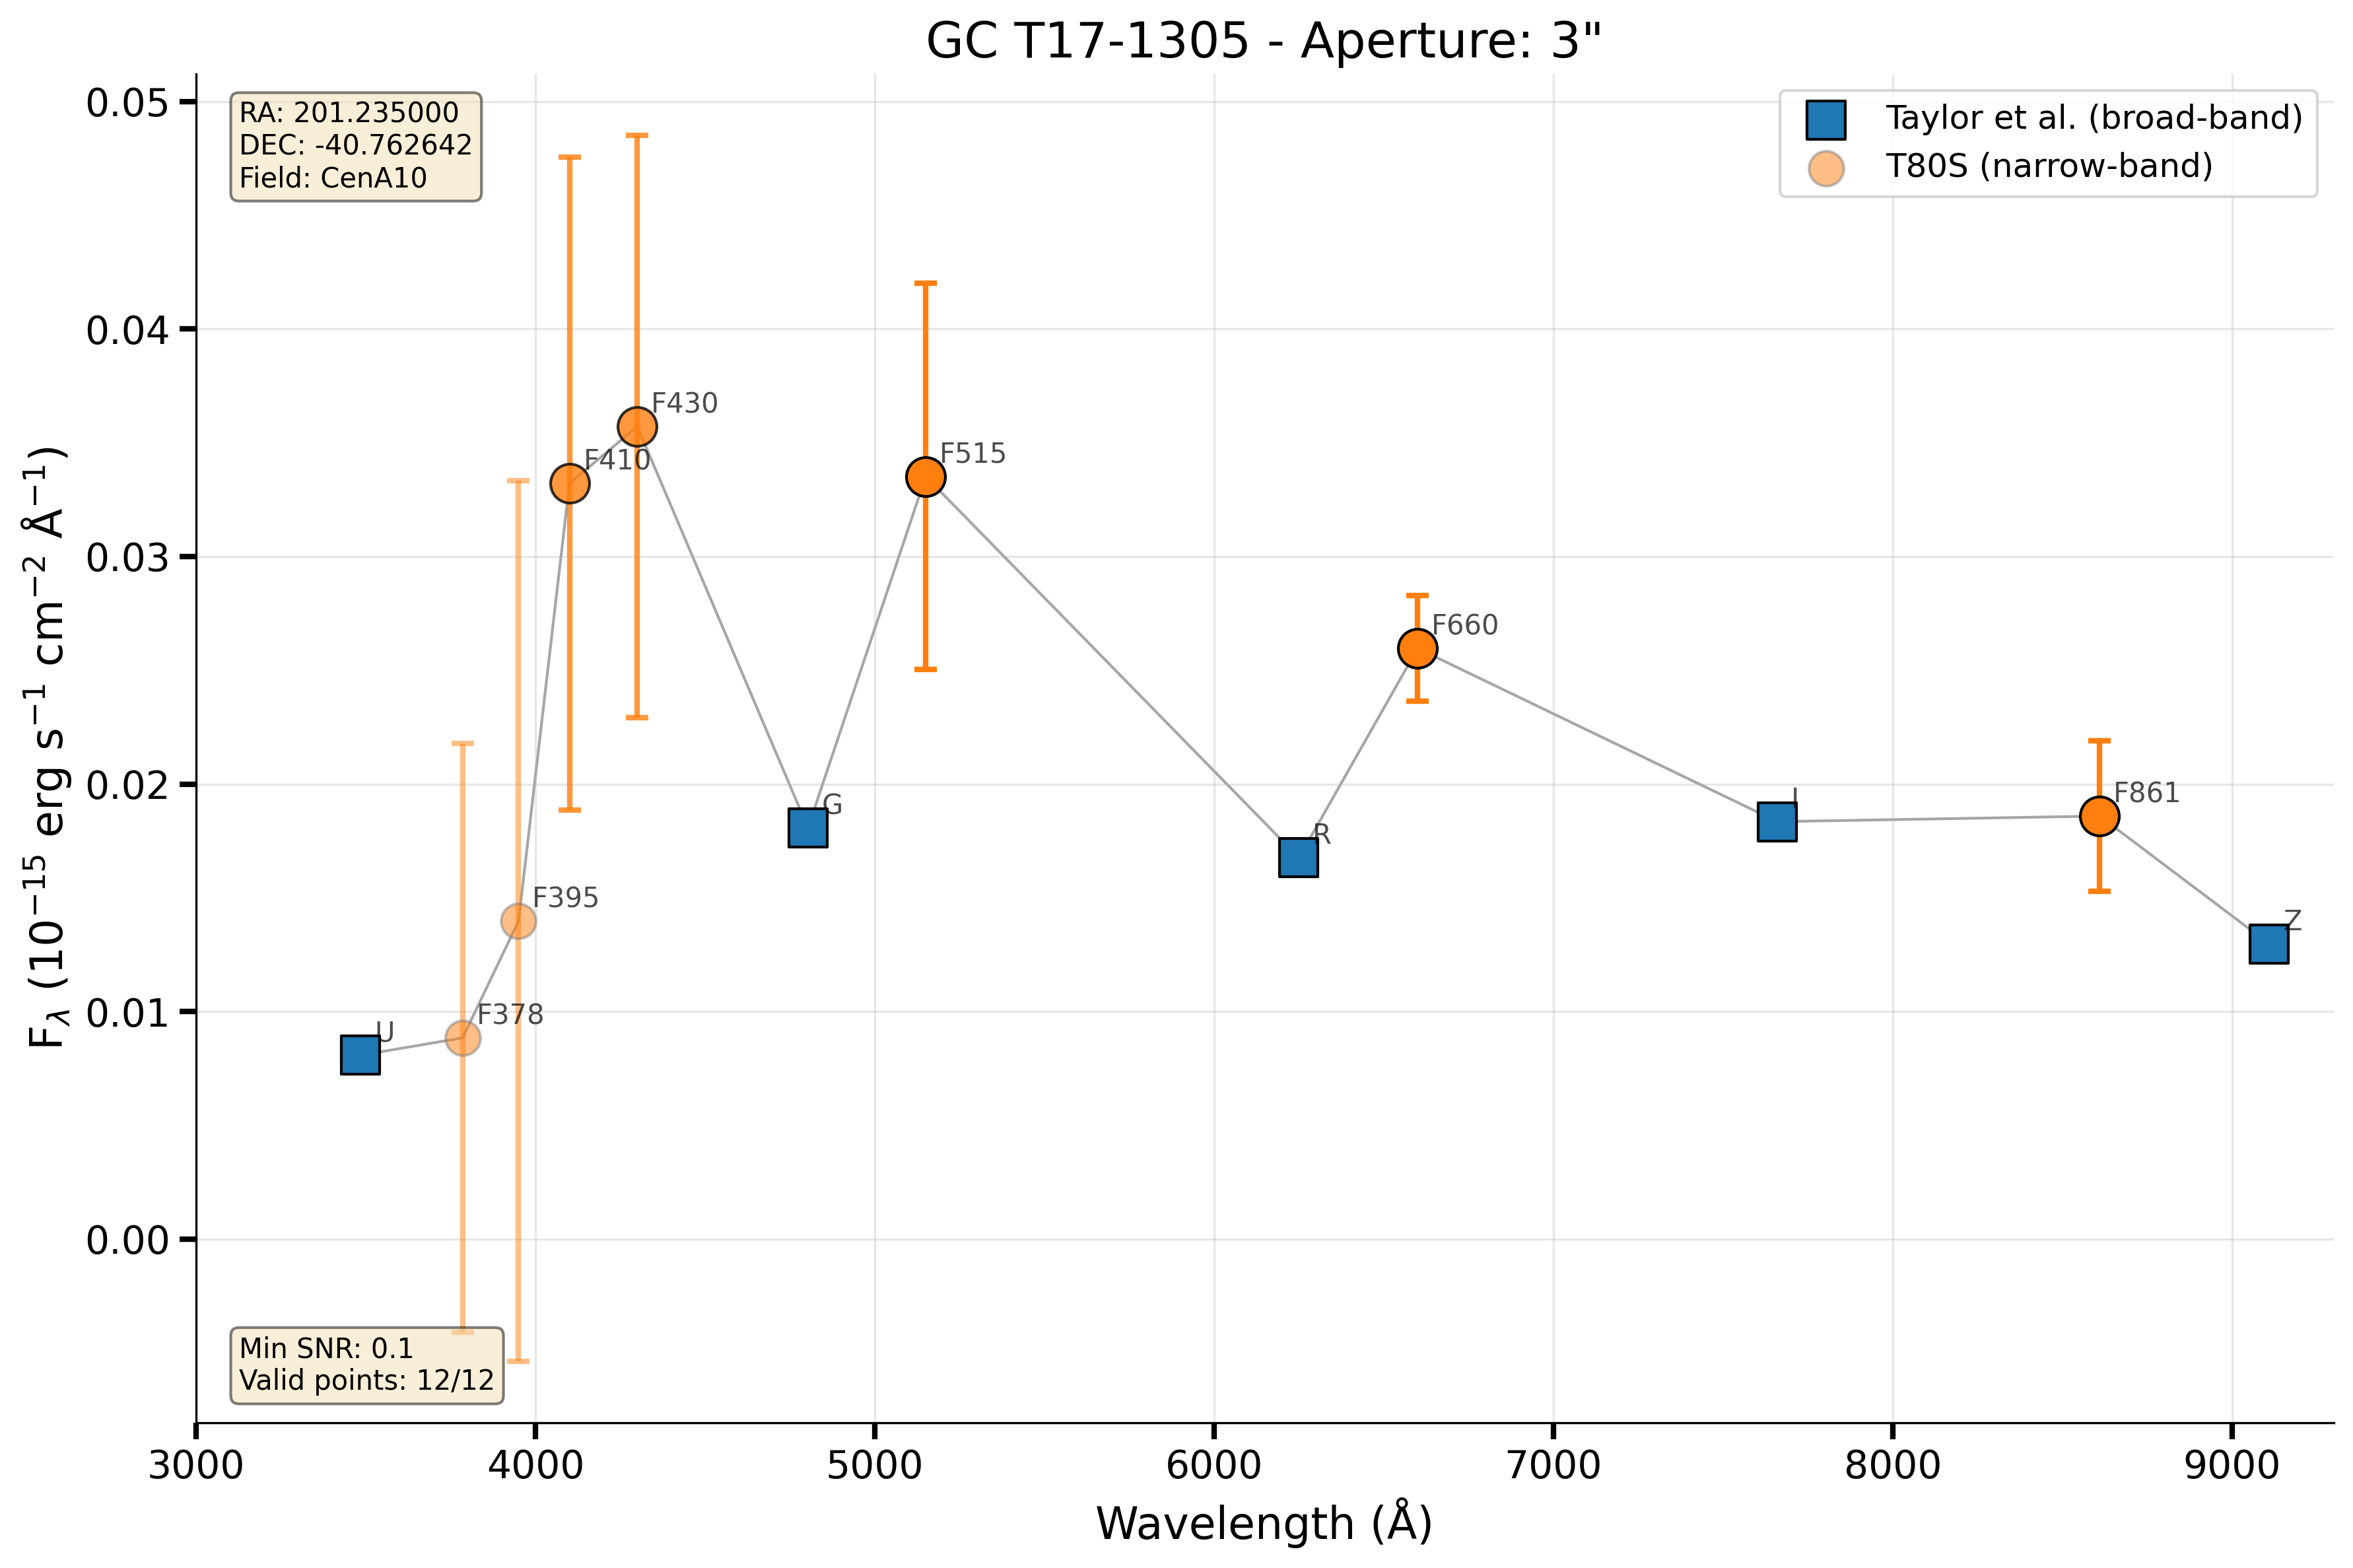 GC T17-1305 - Aperture: 3"
RA: 201.235000
DEC: -40.762642
Field: CenA10
Taylor et al. (broad-band)
T80S (narrow-band)
0.05
0.04
0.03
0.02
0.01
0.00
F_λ (10⁻¹⁵ erg s⁻¹ cm⁻² Å⁻¹)
U
F378
F395
F410
F430
G
F515
R
F660
I
F861
Z
Min SNR: 0.1
Valid points: 12/12
3000 4000 5000 6000 7000 8000 9000
Wavelength (Å)